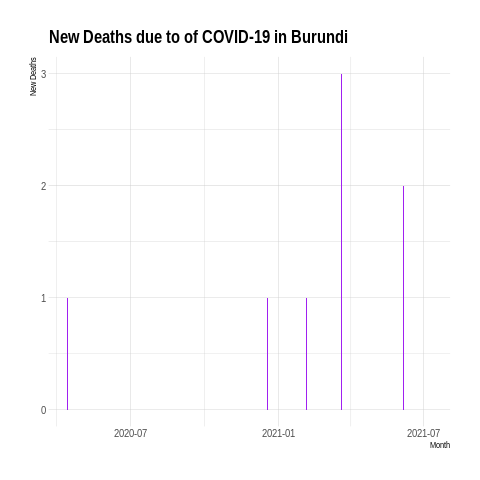 New Deaths due to of COVID-19 in Burundi
New Deaths
3
2
1
0
2020-07
2021-01
2021-07
Month